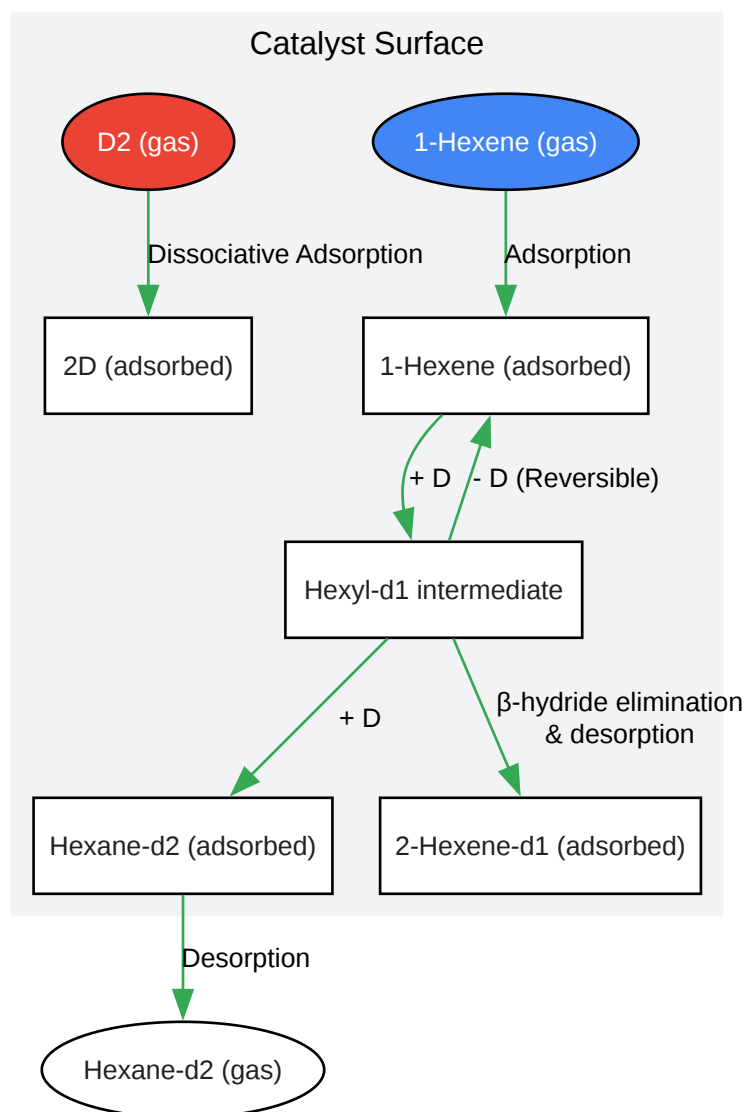 Catalyst Surface
D2 (gas)
1-Hexene (gas)
Dissociative Adsorption
Adsorption
2D (adsorbed)
1-Hexene (adsorbed)
+ D
- D (Reversible)
Hexyl-d1 intermediate
+ D
β-hydride elimination
& desorption
Hexane-d2 (adsorbed)
2-Hexene-d1 (adsorbed)
Desorption
Hexane-d2 (gas)